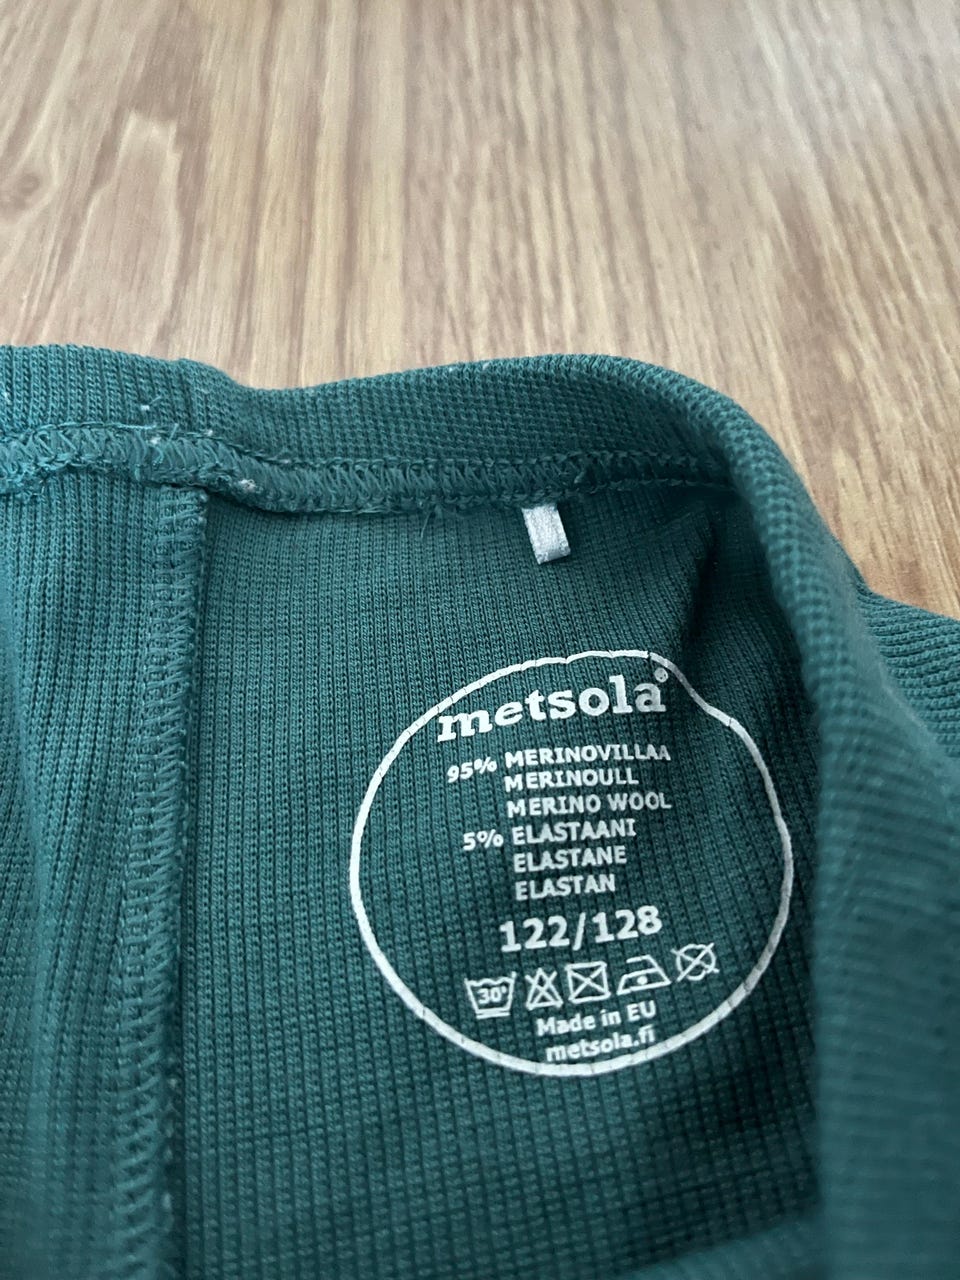 metsola®
95% MERINOVILLAA
MERINOULL
MERINO WOOL
5% ELASTAANI
ELASTANE
ELASTAN
122/128
30°
Made in EU
metsola.fi